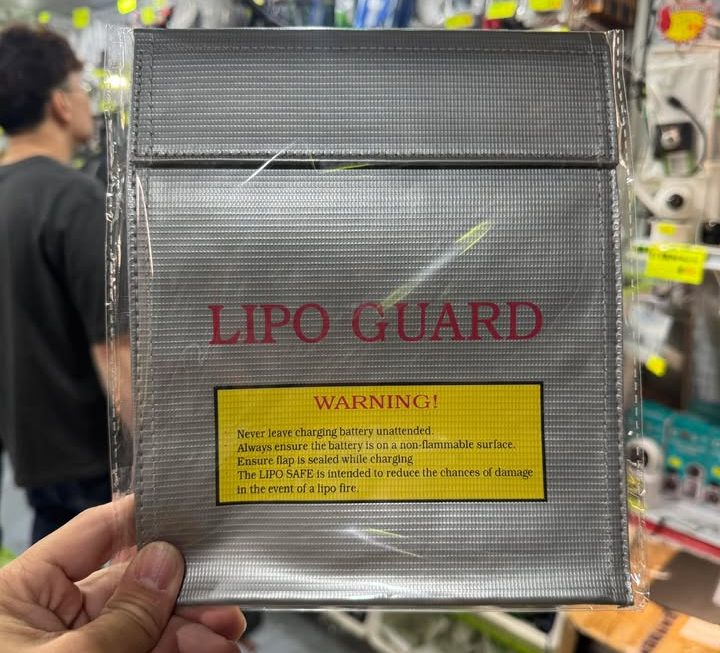 LIPO GUARD
WARNING!
Never leave charging battery unattended.
Always ensure the battery is on a non-flammable surface.
Ensure flap is sealed while charging
The LIPO SAFE is intended to reduce the chances of damage
in the event of a lipo fire.